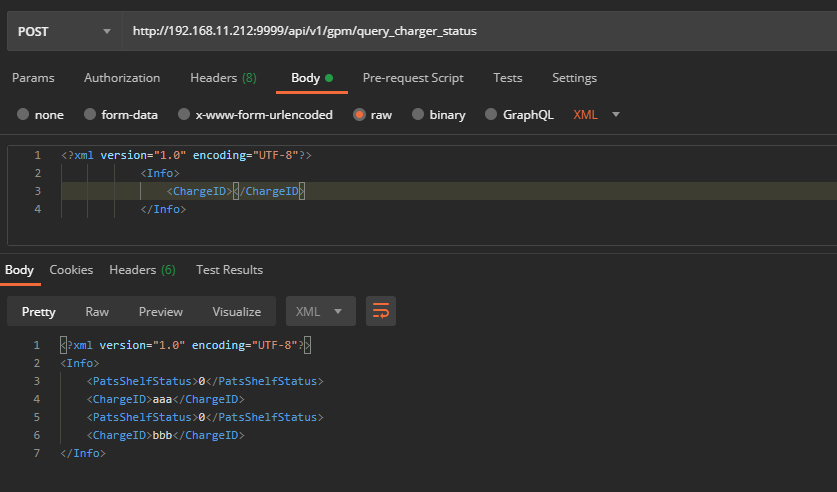 POST http://192.168.11.212:9999/api/v1/gpm/query_charger_status
Params Authorization Headers (8) Body Pre-request Script Tests Settings
none form-data x-www-form-urlencoded raw binary GraphQL XML
1 <?xml version="1.0" encoding="UTF-8"?>
2 <Info>
3 <ChargeID></ChargeID>
4 </Info>
Body Cookies Headers (6) Test Results
Pretty Raw Preview Visualize XML
1 <?xml version="1.0" encoding="UTF-8"?>
2 <Info>
3 <PatsShelfStatus>0</PatsShelfStatus>
4 <ChargeID>aaa</ChargeID>
5 <PatsShelfStatus>0</PatsShelfStatus>
6 <ChargeID>bbb</ChargeID>
7 </Info>